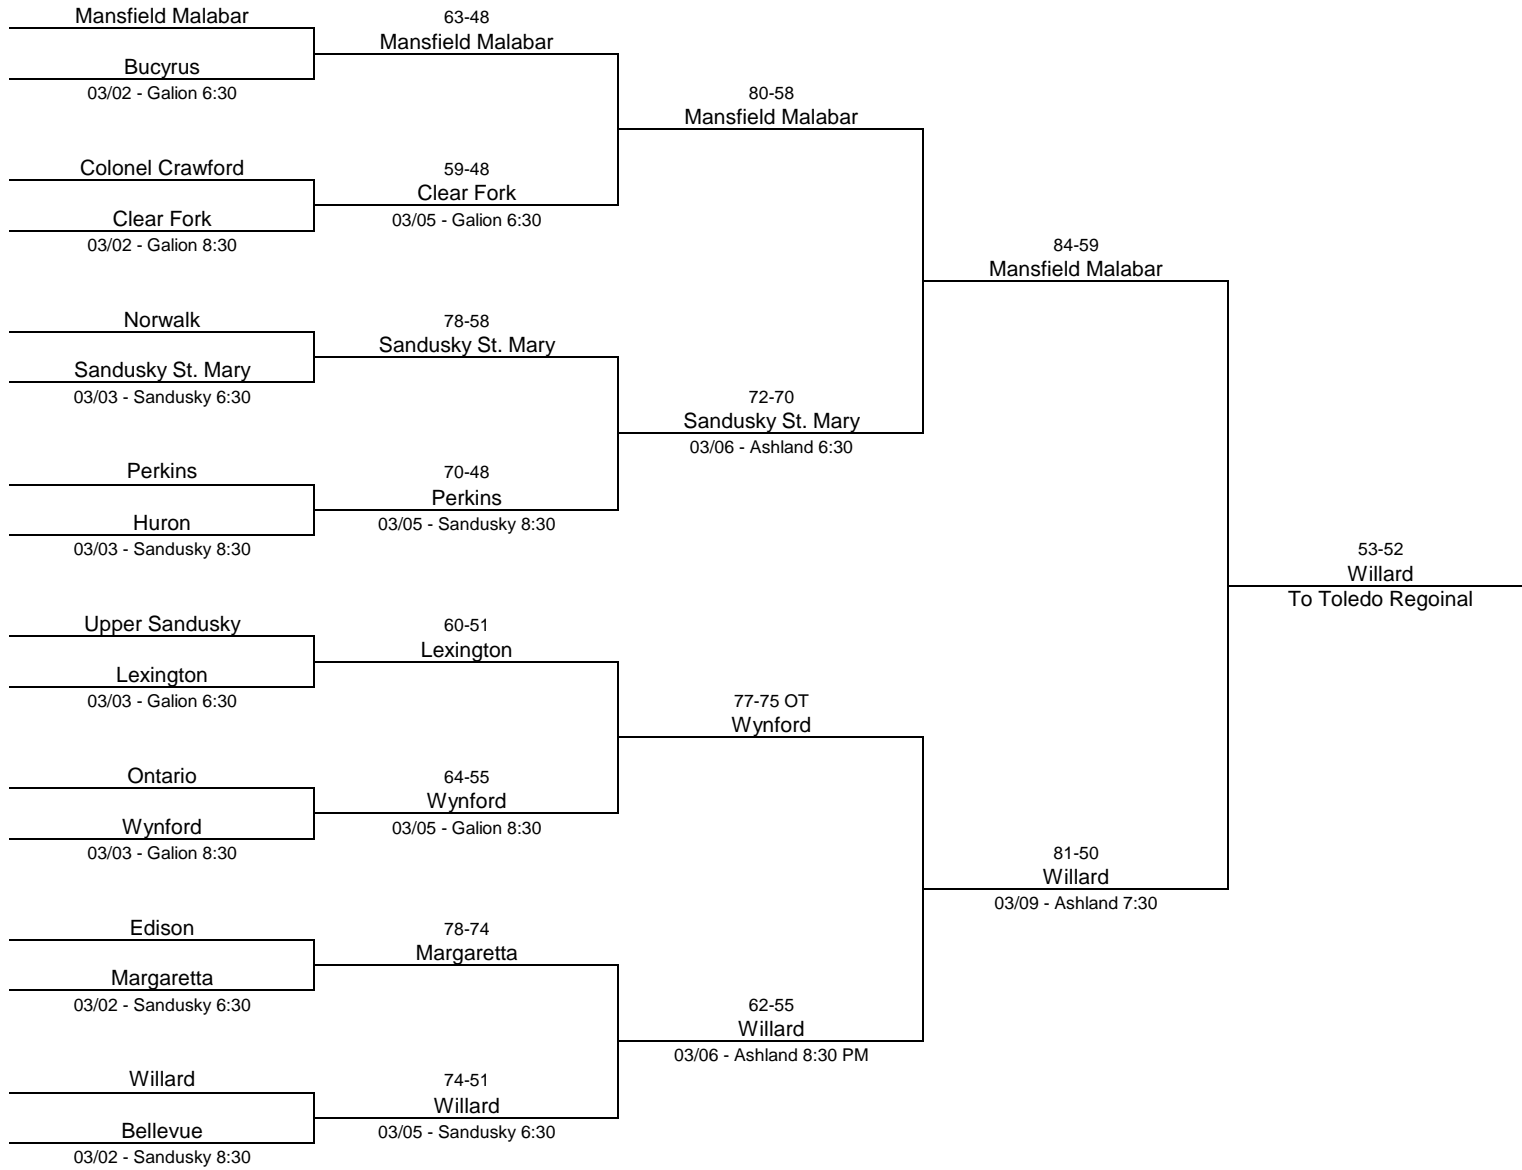 Mansfield Malabar
Bucyrus
03/02 - Galion 6:30
Colonel Crawford
Clear Fork
03/02 - Galion 8:30
Norwalk
Sandusky St. Mary
03/03 - Sandusky 6:30
Perkins
Huron
03/03 - Sandusky 8:30
Upper Sandusky
Lexington
03/03 - Galion 6:30
Ontario
Wynford
03/03 - Galion 8:30
Edison
Margaretta
03/02 - Sandusky 6:30
Willard
Bellevue
03/02 - Sandusky 8:30
63-48
Mansfield Malabar
59-48
Clear Fork
03/05 - Galion 6:30
78-58
Sandusky St. Mary
70-48
Perkins
03/05 - Sandusky 8:30
60-51
Lexington
64-55
Wynford
03/05 - Galion 8:30
78-74
Margaretta
74-51
Willard
03/05 - Sandusky 6:30
80-58
Mansfield Malabar
72-70
Sandusky St. Mary
03/06 - Ashland 6:30
77-75 OT
Wynford
62-55
Willard
03/06 - Ashland 8:30 PM
84-59
Mansfield Malabar
81-50
Willard
03/09 - Ashland 7:30
53-52
Willard
To Toledo Regoinal